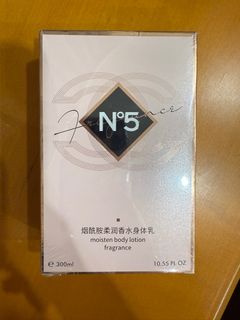 Fragrance
N°5
烟酰胺柔润香水身体乳
moisten body lotion
fragrance
e 300ml
10.55 FL.OZ